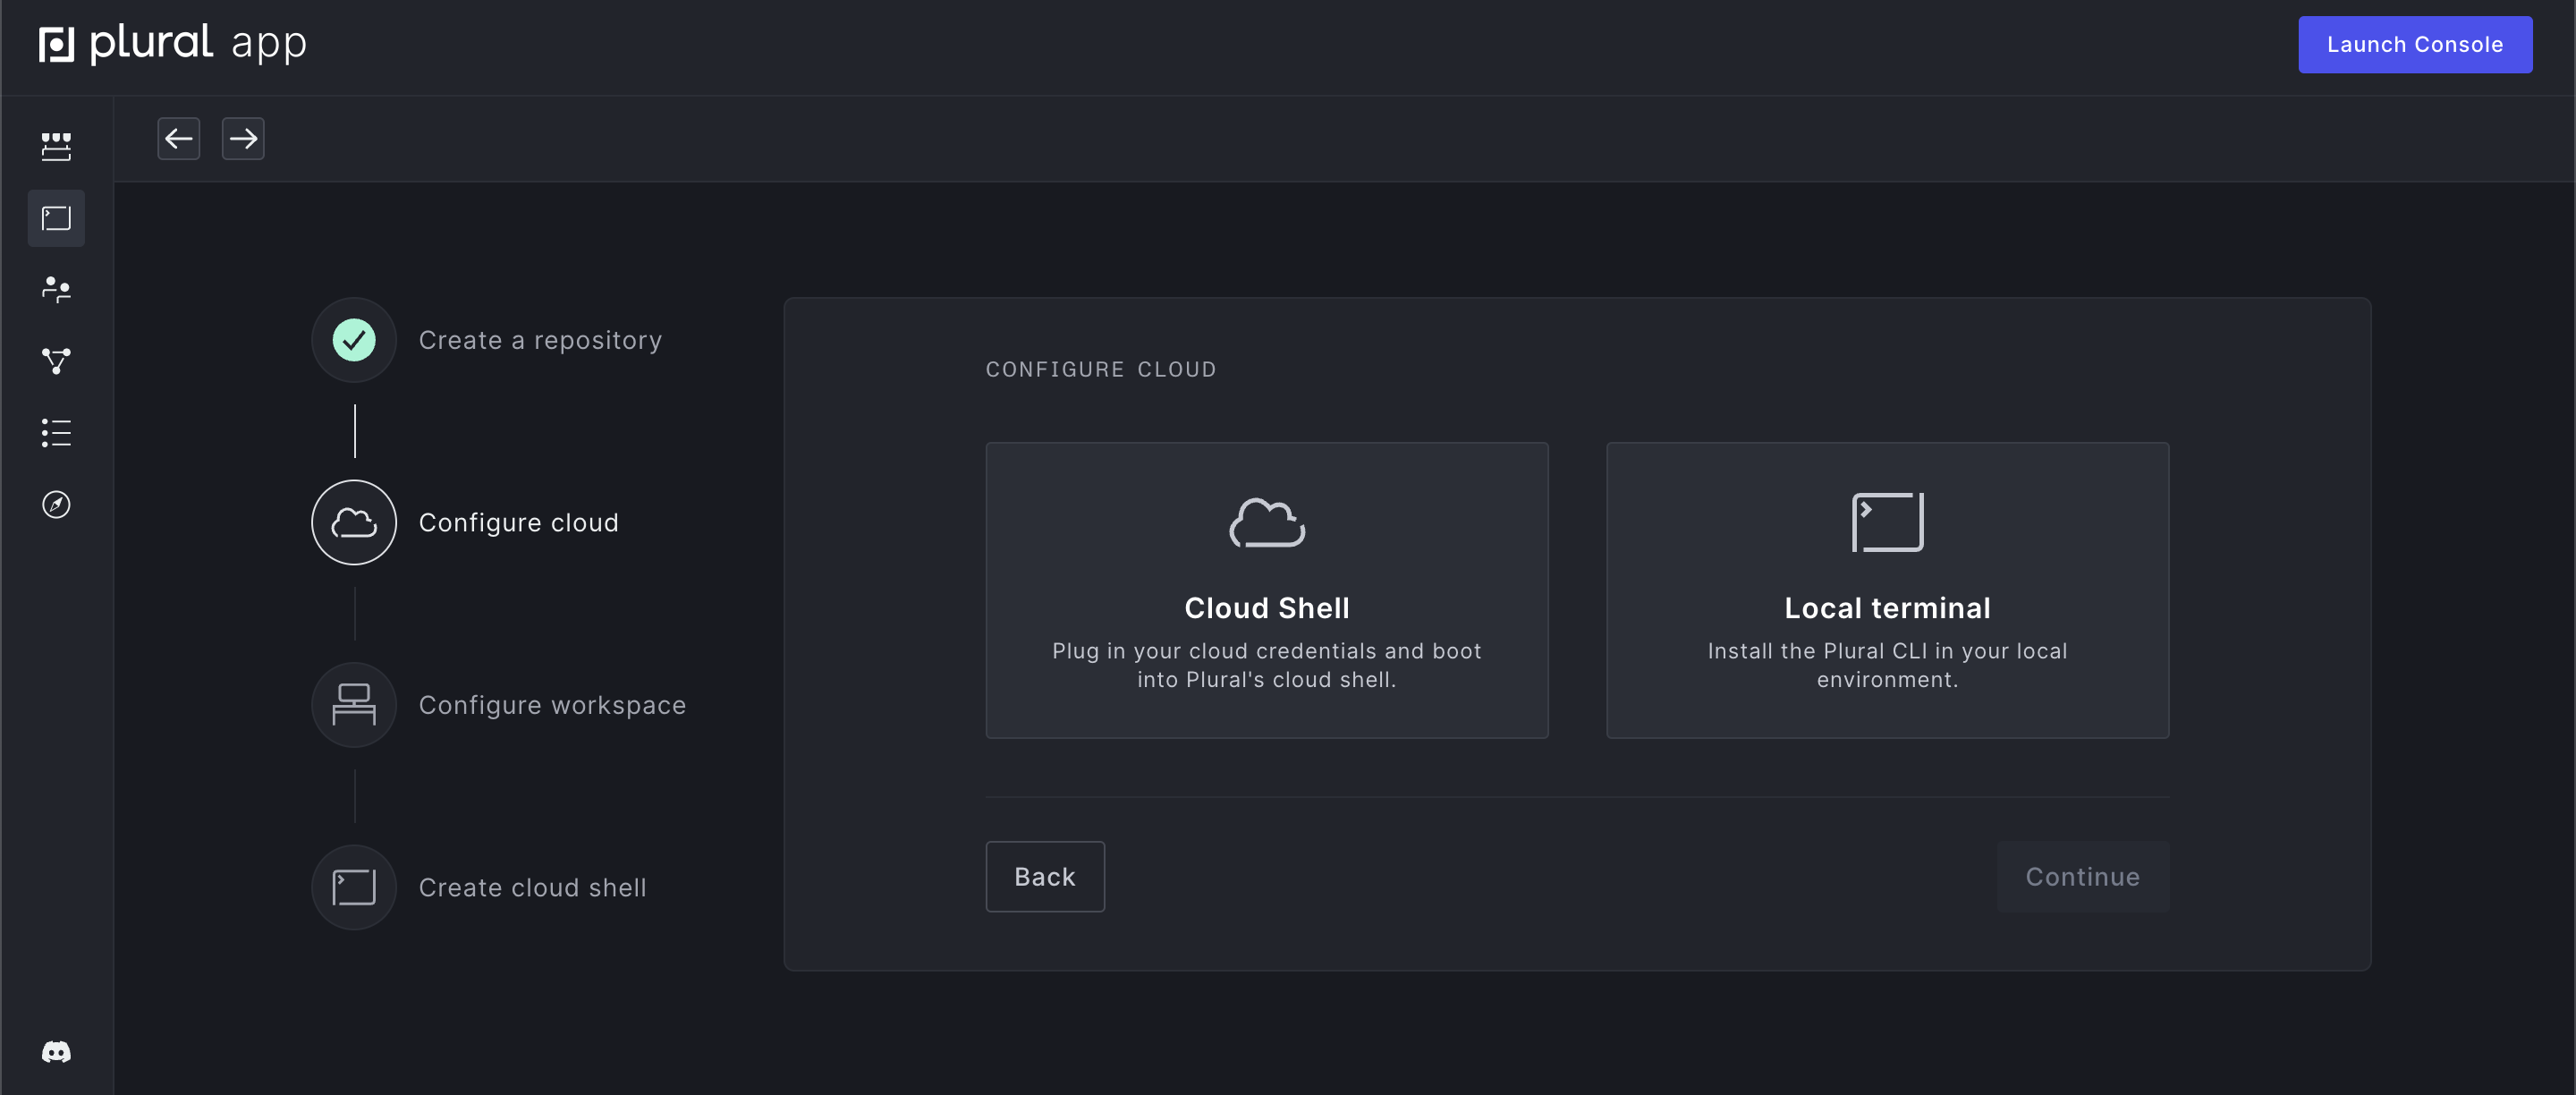 plural app
Launch Console
Create a repository
Configure cloud
Configure workspace
Create cloud shell
CONFIGURE CLOUD
Cloud Shell
Plug in your cloud credentials and boot
into Plural's cloud shell.
Local terminal
Install the Plural CLI in your local
environment.
Back
Continue